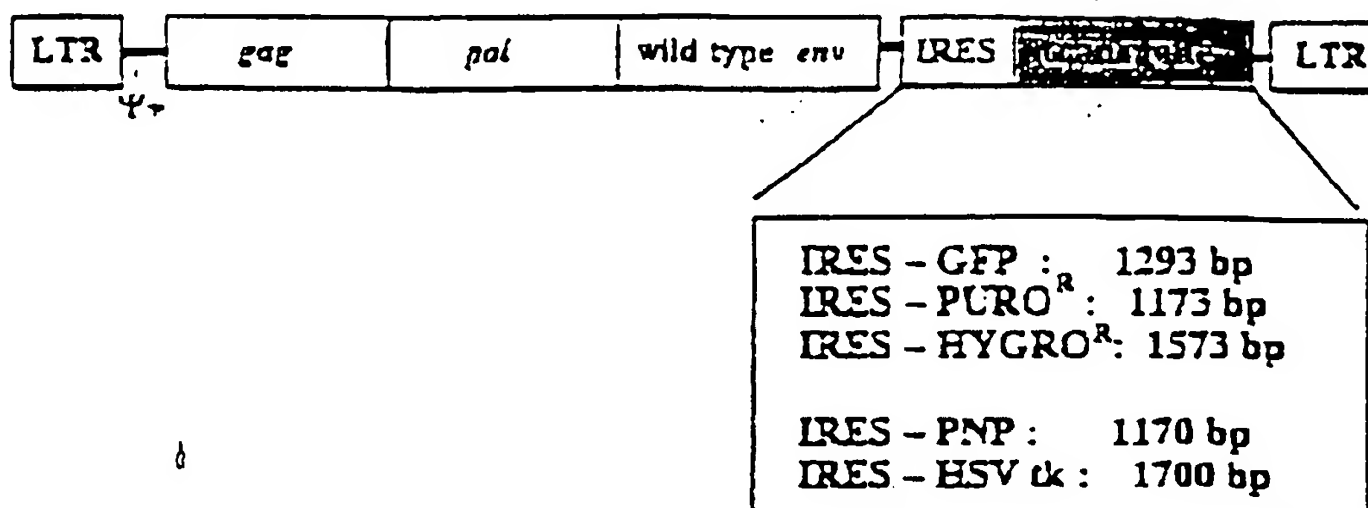 LTR gag pol wild type env IRES LTR
Ψ+
IRES – GFP : 1293 bp
IRES – PURO^R : 1173 bp
IRES – HYGRO^R: 1573 bp
IRES – PNP : 1170 bp
IRES – HSV tk : 1700 bp